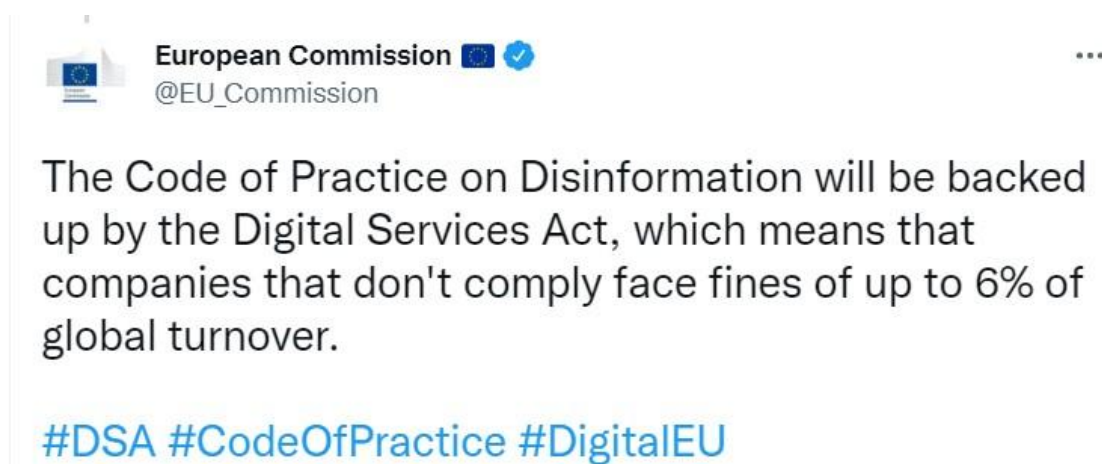 European Commission
@EU_Commission
The Code of Practice on Disinformation will be backed
up by the Digital Services Act, which means that
companies that don't comply face fines of up to 6% of
global turnover.
#DSA #CodeOfPractice #DigitalEU